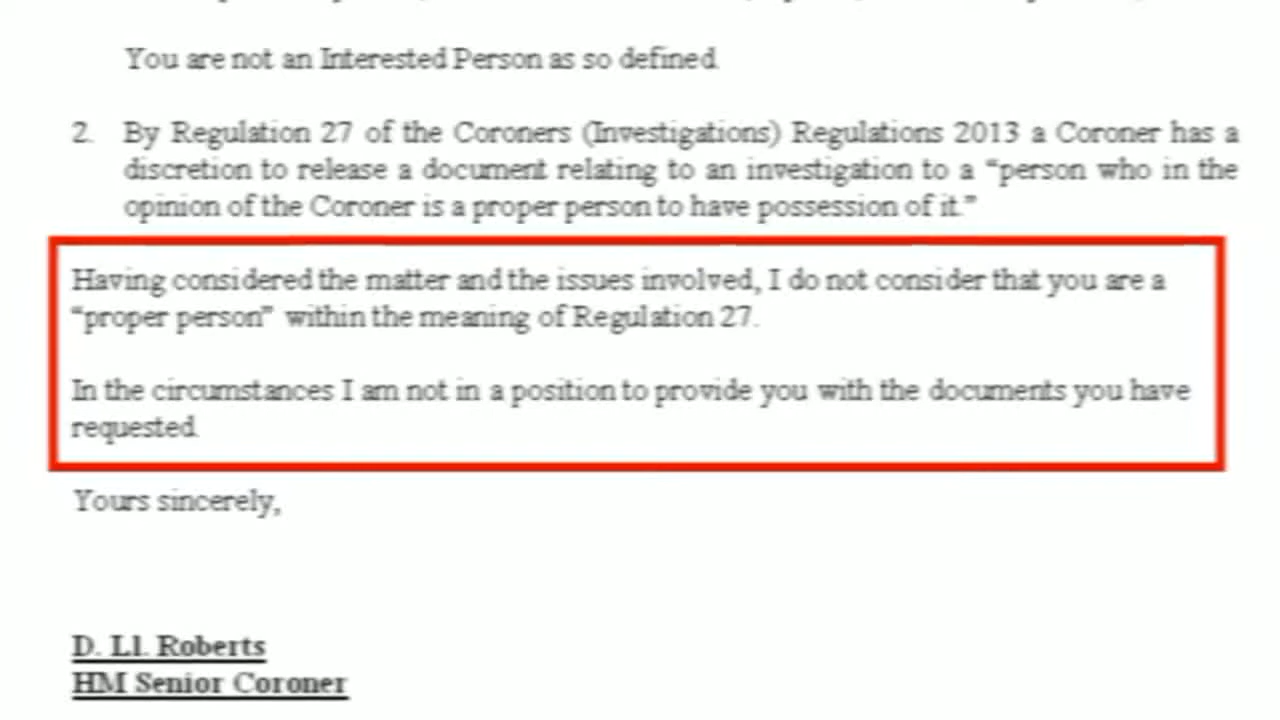 You are not an Interested Person as so defined.
2. By Regulation 27 of the Coroners (Investigations) Regulations 2013 a Coroner has a
discretion to release a document relating to an investigation to a “person who in the
opinion of the Coroner is a proper person to have possession of it.”
Having considered the matter and the issues involved, I do not consider that you are a
“proper person” within the meaning of Regulation 27.
In the circumstances I am not in a position to provide you with the documents you have
requested.
Yours sincerely,
D. Ll. Roberts
HM Senior Coroner